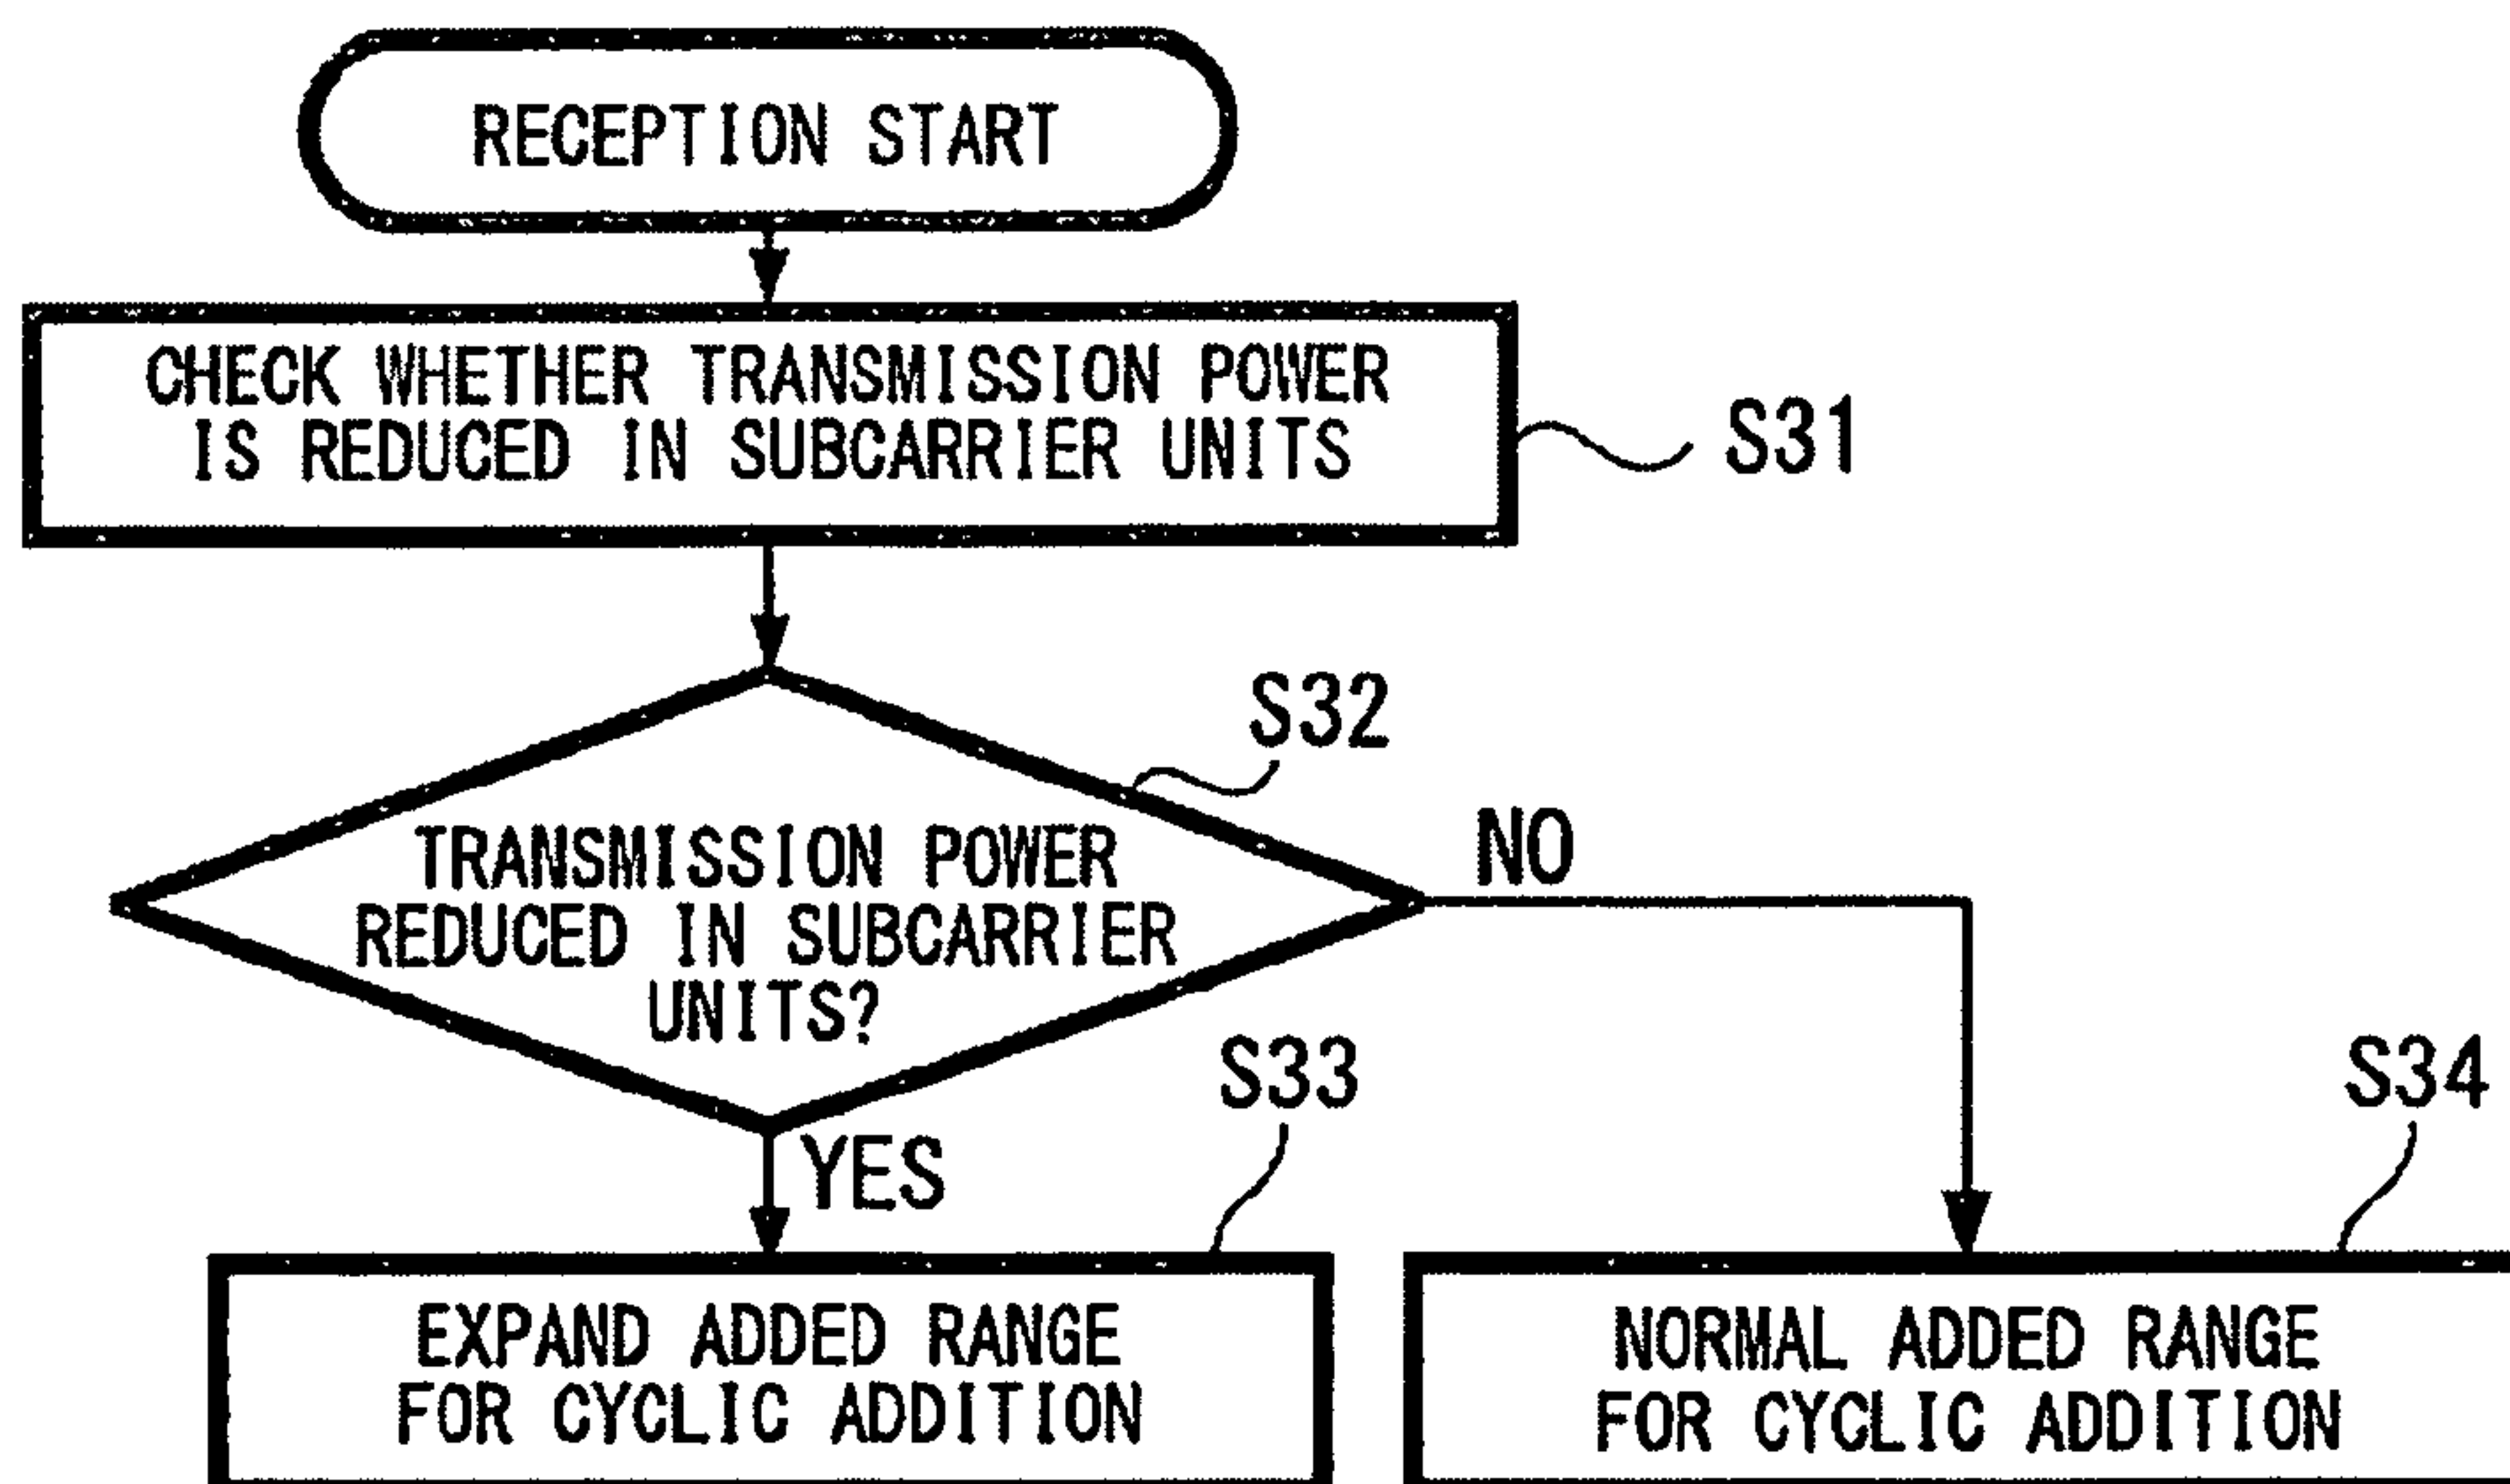 RECEPTION START
CHECK WHETHER TRANSMISSION POWER
IS REDUCED IN SUBCARRIER UNITS
S31
S32
TRANSMISSION POWER
REDUCED IN SUBCARRIER
UNITS?
NO
YES
S33
EXPAND ADDED RANGE
FOR CYCLIC ADDITION
S34
NORMAL ADDED RANGE
FOR CYCLIC ADDITION